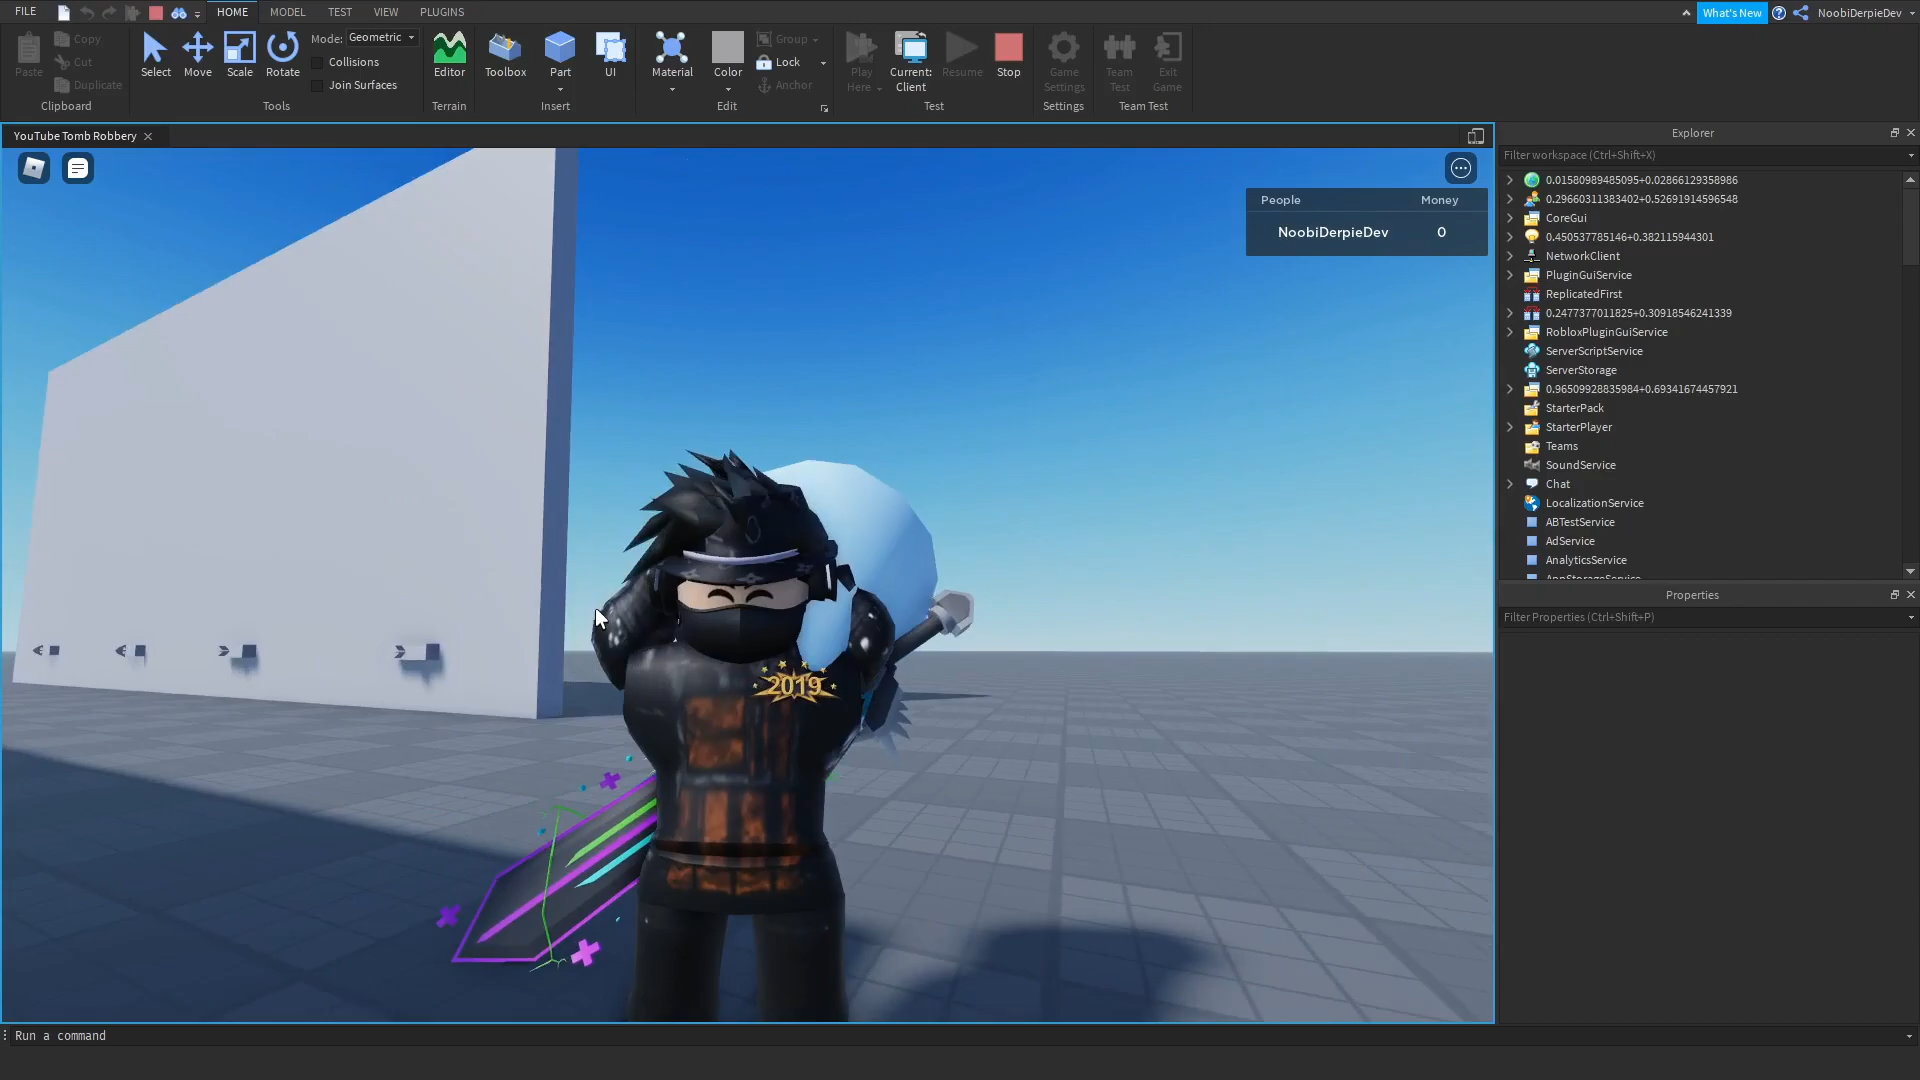 FILE HOME MODEL TEST VIEW PLUGINS What's New NoobiDerpieDev
Paste Copy Cut Duplicate Clipboard
Select Move Scale Rotate Mode: Geometric Collisions Join Surfaces Tools
Editor Terrain
Toolbox Part UI Insert
Material Color Group Lock Anchor Edit
Play Here Current: Client Resume Stop Test
Game Settings Settings
Team Test Exit Game Team Test
YouTube Tomb Robbery
People Money
NoobiDerpieDev 0
2019
Explorer
Filter workspace (Ctrl+Shift+X)
0.01580989485095+0.02866129358986
0.29660311383402+0.52691914596548
CoreGui
0.450537785146+0.382115944301
NetworkClient
PluginGuiService
ReplicatedFirst
0.2477377011825+0.30918546241339
RobloxPluginGuiService
ServerScriptService
ServerStorage
0.96509928835984+0.69341674457921
StarterPack
StarterPlayer
Teams
SoundService
Chat
LocalizationService
ABTestService
AdService
AnalyticsService
AppStorageService
Properties
Filter Properties (Ctrl+Shift+P)
Run a command